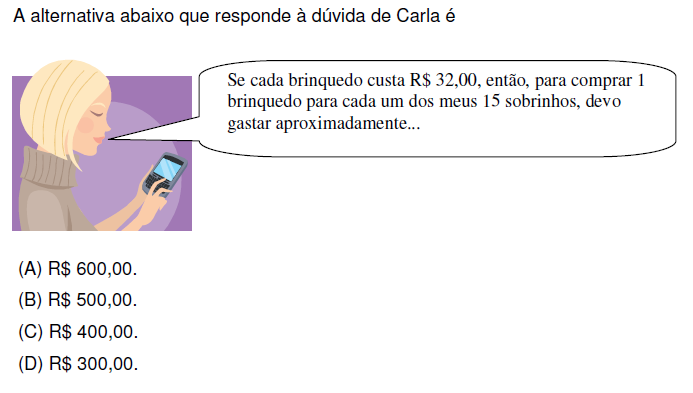 A alternativa abaixo que responde à dúvida de Carla é
Se cada brinquedo custa R$ 32,00, então, para comprar 1
brinquedo para cada um dos meus 15 sobrinhos, devo
gastar aproximadamente...
(A) R$ 600,00.
(B) R$ 500,00.
(C) R$ 400,00.
(D) R$ 300,00.